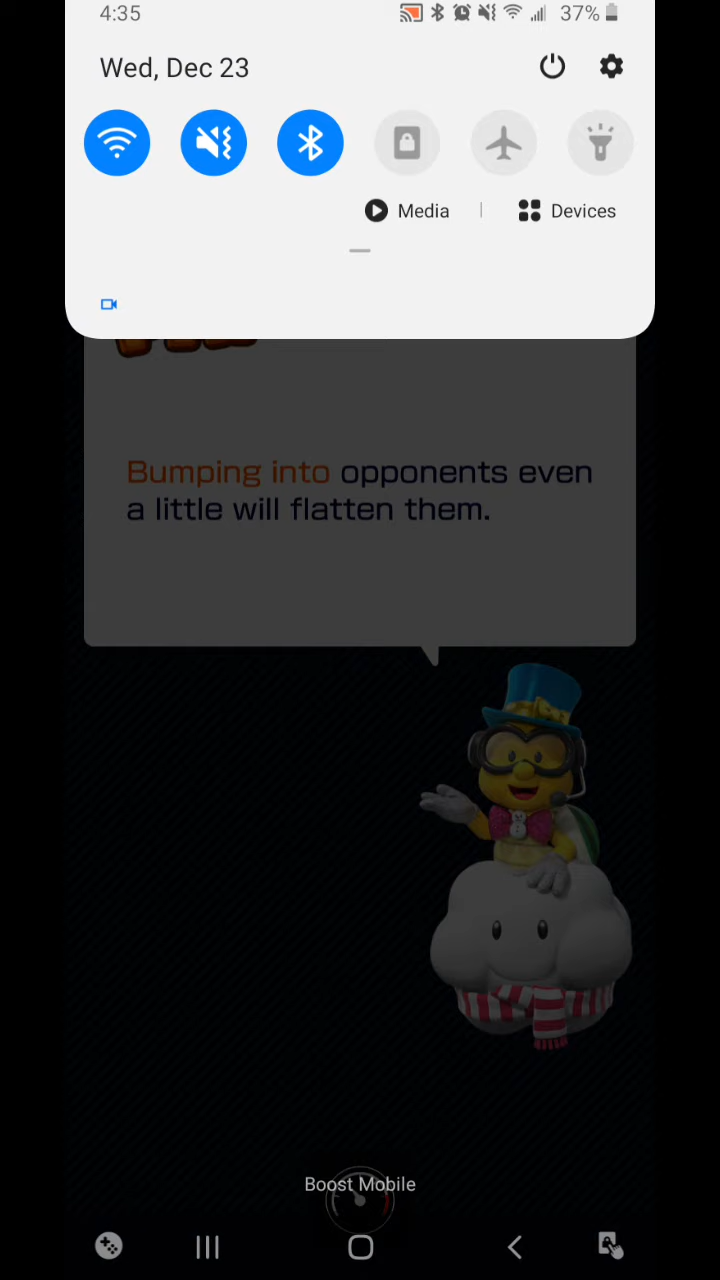 4:35
37%
Wed, Dec 23
Media
Devices
Bumping into opponents even
a little will flatten them.
Boost Mobile